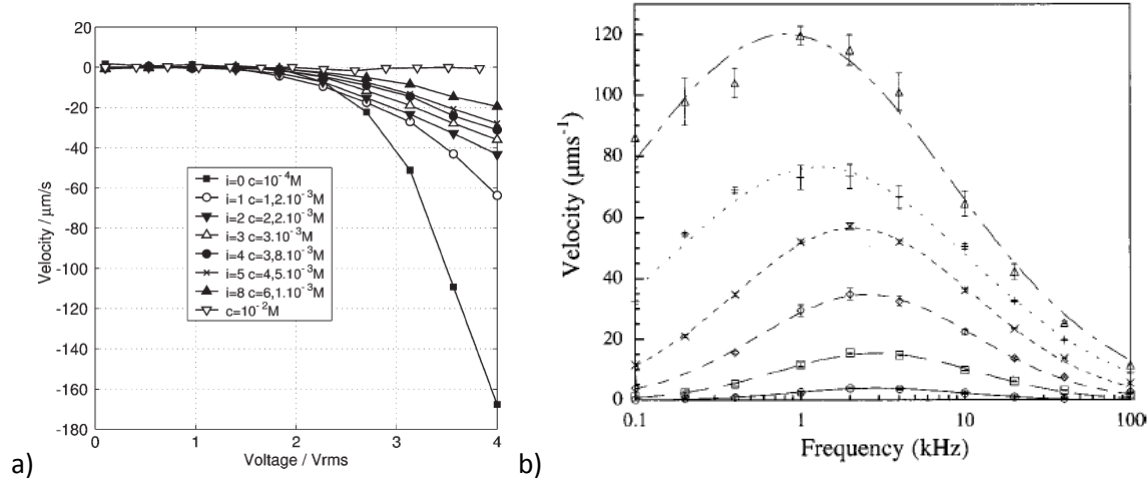 20
0
-20
-40
-60
-80
-100
-120
-140
-160
-180
Velocity / μm/s
i=0 c=10⁻⁴M
i=1 c=1,2.10⁻³M
i=2 c=2,2.10⁻³M
i=3 c=3.10⁻³M
i=4 c=3,8.10⁻³M
i=5 c=4,5.10⁻³M
i=8 c=6,1.10⁻³M
c=10⁻²M
0 1 2 3 4
Voltage / Vrms
a)
120
100
80
60
40
20
0
Velocity (μms⁻¹)
0.1 1 10 100
Frequency (kHz)
b)